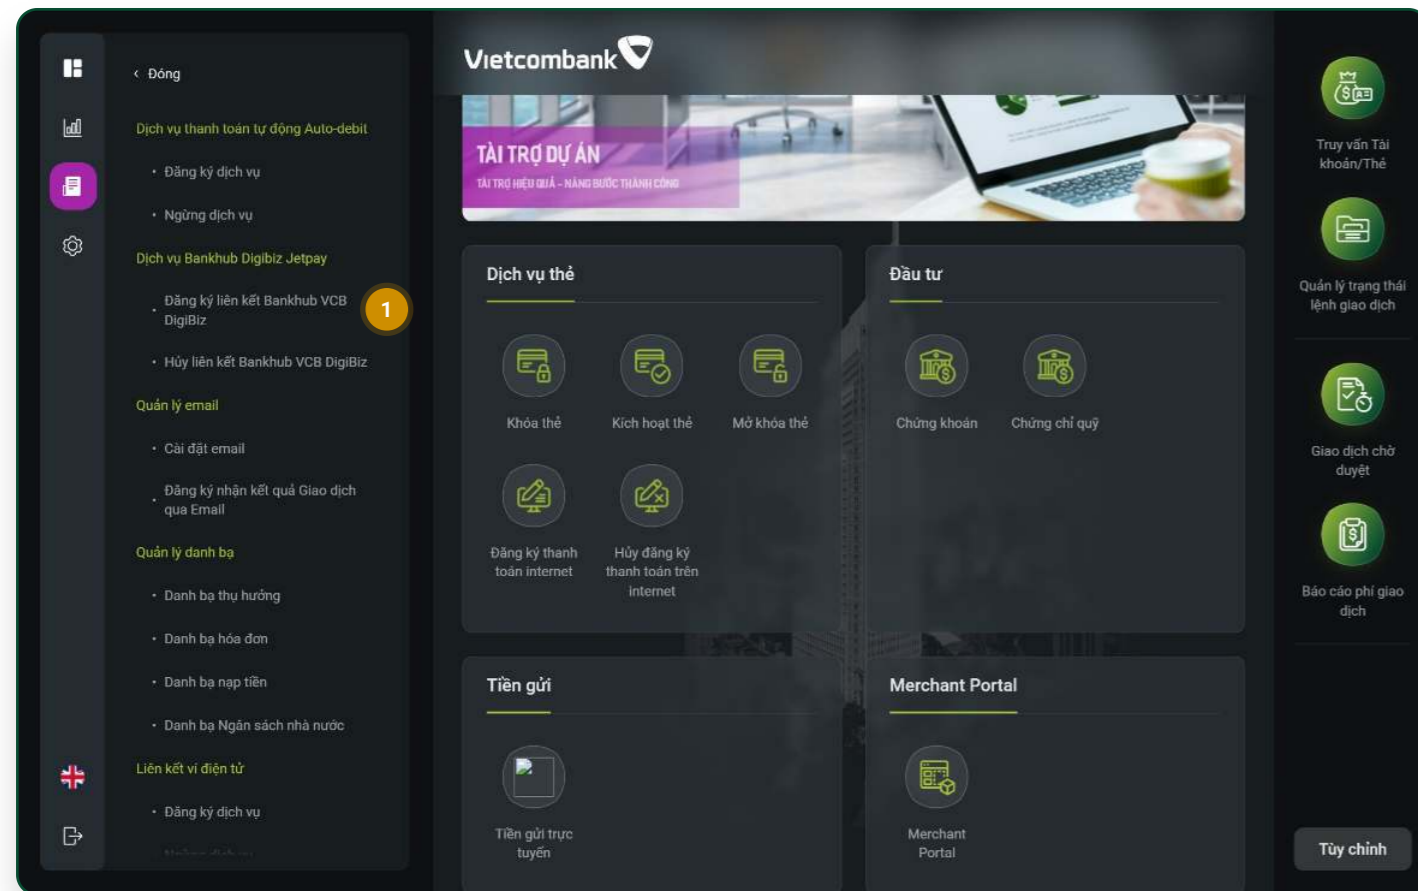 ‹ Đóng
Dịch vụ thanh toán tự động Auto-debit
• Đăng ký dịch vụ
• Ngừng dịch vụ
Dịch vụ Bankhub Digibiz Jetpay
• Đăng ký liên kết Bankhub VCB
DigiBiz
1
• Hủy liên kết Bankhub VCB DigiBiz
Quản lý email
• Cài đặt email
• Đăng ký nhận kết quả Giao dịch
qua Email
Quản lý danh bạ
• Danh bạ thụ hưởng
• Danh bạ hóa đơn
• Danh bạ nạp tiền
• Danh bạ Ngân sách nhà nước
Liên kết ví điện tử
• Đăng ký dịch vụ
• Ngừng dịch vụ
Vietcombank
TÀI TRỢ DỰ ÁN
TÀI TRỢ HIỆU QUẢ - NÂNG BƯỚC THÀNH CÔNG
Dịch vụ thẻ
Khóa thẻ
Kích hoạt thẻ
Mở khóa thẻ
Đăng ký thanh
toán internet
Hủy đăng ký
thanh toán trên
internet
Đầu tư
Chứng khoán
Chứng chỉ quỹ
Tiền gửi
Tiền gửi trực
tuyến
Merchant Portal
Merchant
Portal
Truy vấn Tài
khoản/Thẻ
Quản lý trạng thái
lệnh giao dịch
Giao dịch chờ
duyệt
Báo cáo phí giao
dịch
Tùy chỉnh